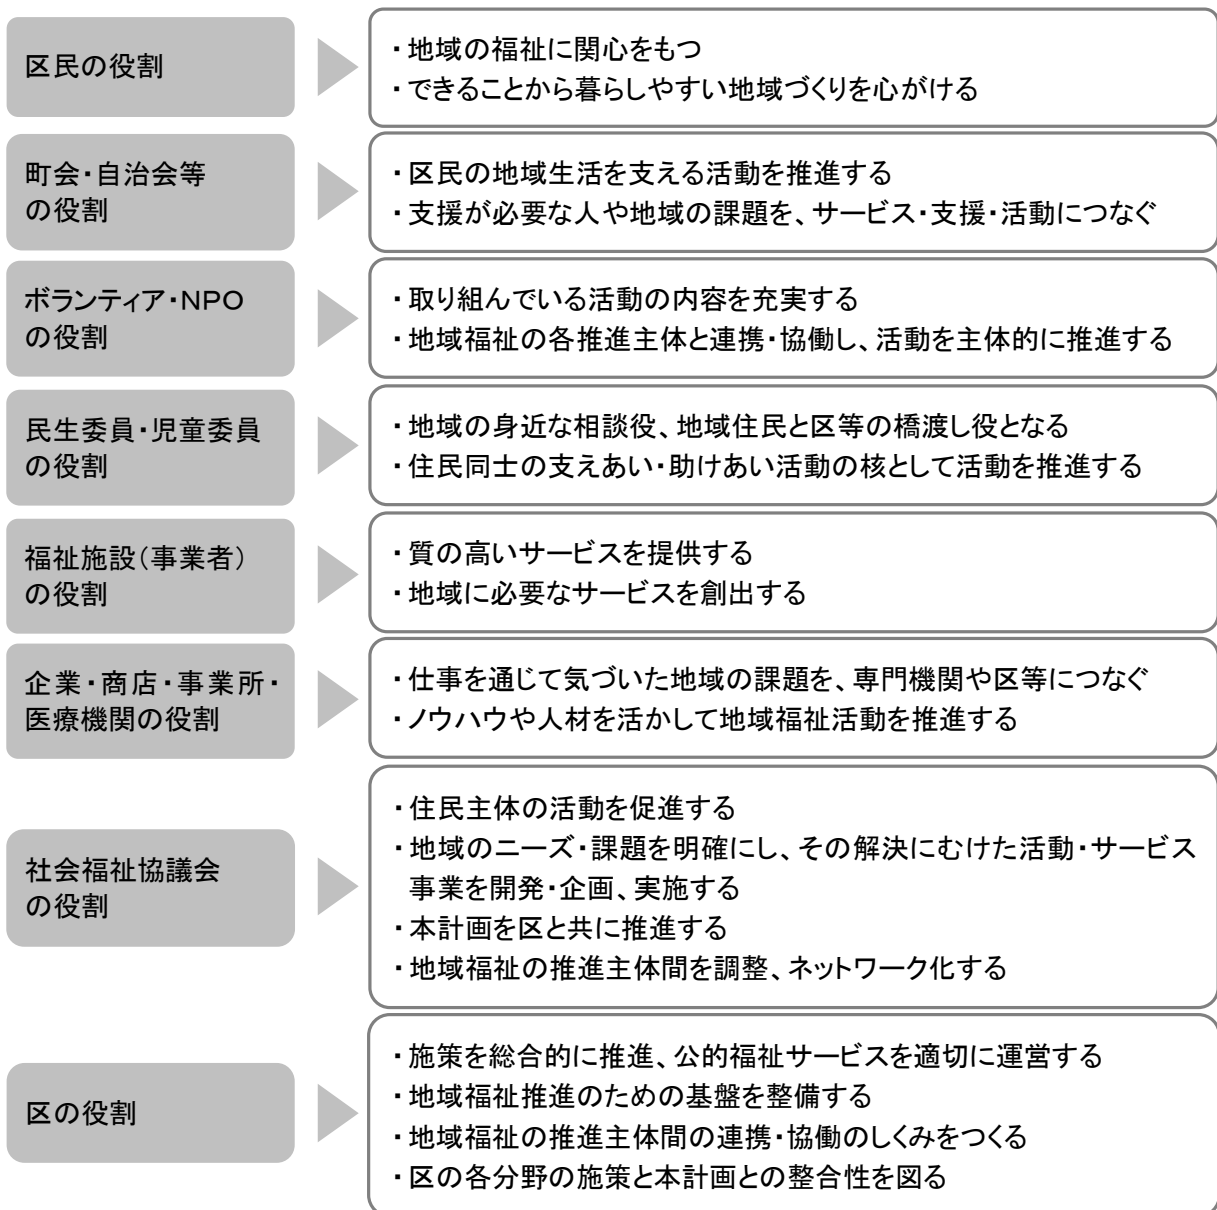 区民の役割
・地域の福祉に関心をもつ
・できることから暮らしやすい地域づくりを心がける
町会・自治会等
の役割
・区民の地域生活を支える活動を推進する
・支援が必要な人や地域の課題を、サービス・支援・活動につなぐ
ボランティア・NPO
の役割
・取り組んでいる活動の内容を充実する
・地域福祉の各推進主体と連携・協働し、活動を主体的に推進する
民生委員・児童委員
の役割
・地域の身近な相談役、地域住民と区等の橋渡し役となる
・住民同士の支えあい・助けあい活動の核として活動を推進する
福祉施設（事業者）
の役割
・質の高いサービスを提供する
・地域に必要なサービスを創出する
企業・商店・事業所・
医療機関の役割
・仕事を通じて気づいた地域の課題を、専門機関や区等につなぐ
・ノウハウや人材を活かして地域福祉活動を推進する
社会福祉協議会
の役割
・住民主体の活動を促進する
・地域のニーズ・課題を明確にし、その解決にむけた活動・サービス
事業を開発・企画、実施する
・本計画を区と共に推進する
・地域福祉の推進主体間を調整、ネットワーク化する
区の役割
・施策を総合的に推進、公的福祉サービスを適切に運営する
・地域福祉推進のための基盤を整備する
・地域福祉の推進主体間の連携・協働のしくみをつくる
・区の各分野の施策と本計画との整合性を図る